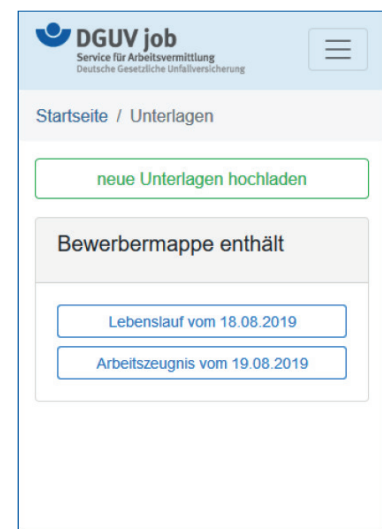 DGUV job
Service für Arbeitsvermittlung
Deutsche Gesetzliche Unfallversicherung
Startseite / Unterlagen
neue Unterlagen hochladen
Bewerbermappe enthält
Lebenslauf vom 18.08.2019
Arbeitszeugnis vom 19.08.2019